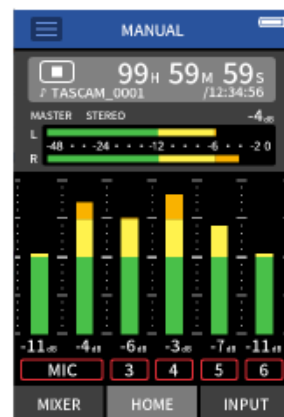 MANUAL
99H 59M 59S
♪ TASCAM_0001 /12:34:56
MASTER STEREO -4dB
L
-48 • • -24 • • • -12 • • • -6 • • -2 0
R
-11dB -4dB -6dB -3dB -7dB -11dB
MIC 3 4 5 6
MIXER HOME INPUT